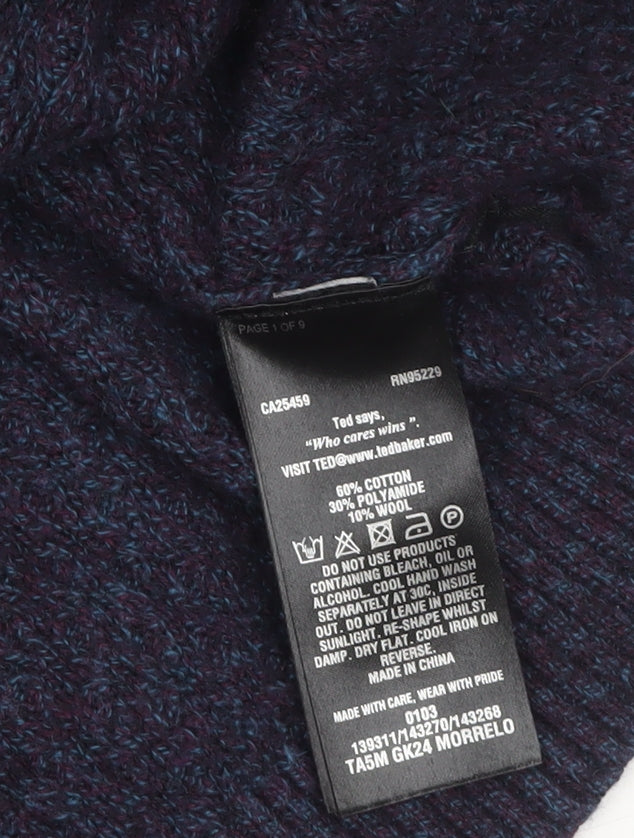 PAGE 1 OF 9
CA25459 RN95229
Ted says,
"Who cares wins".
VISIT TED@www.tedbaker.com
60% COTTON
30% POLYAMIDE
10% WOOL
P
DO NOT USE PRODUCTS
CONTAINING BLEACH, OIL OR
ALCOHOL. COOL HAND WASH
SEPARATELY AT 30C, INSIDE
OUT. DO NOT LEAVE IN DIRECT
SUNLIGHT. RE-SHAPE WHILST
DAMP. DRY FLAT. COOL IRON ON
REVERSE.
MADE IN CHINA
MADE WITH CARE, WEAR WITH PRIDE
0103
139311/143270/143268
TA5M GK24 MORRELO